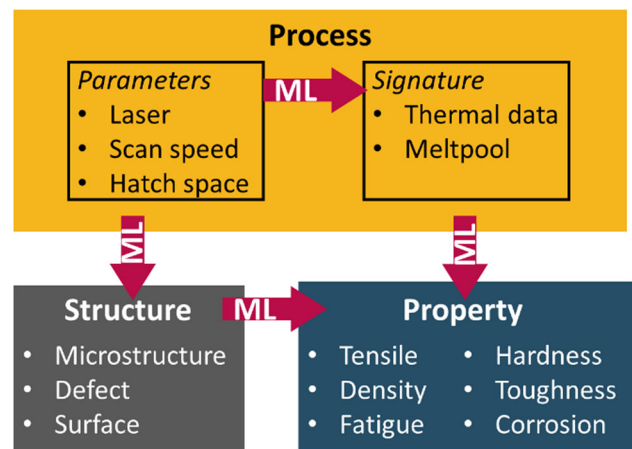 Process
Parameters
• Laser
• Scan speed
• Hatch space
ML
Signature
• Thermal data
• Meltpool
ML
ML
Structure
• Microstructure
• Defect
• Surface
ML
Property
• Tensile
• Density
• Fatigue
• Hardness
• Toughness
• Corrosion